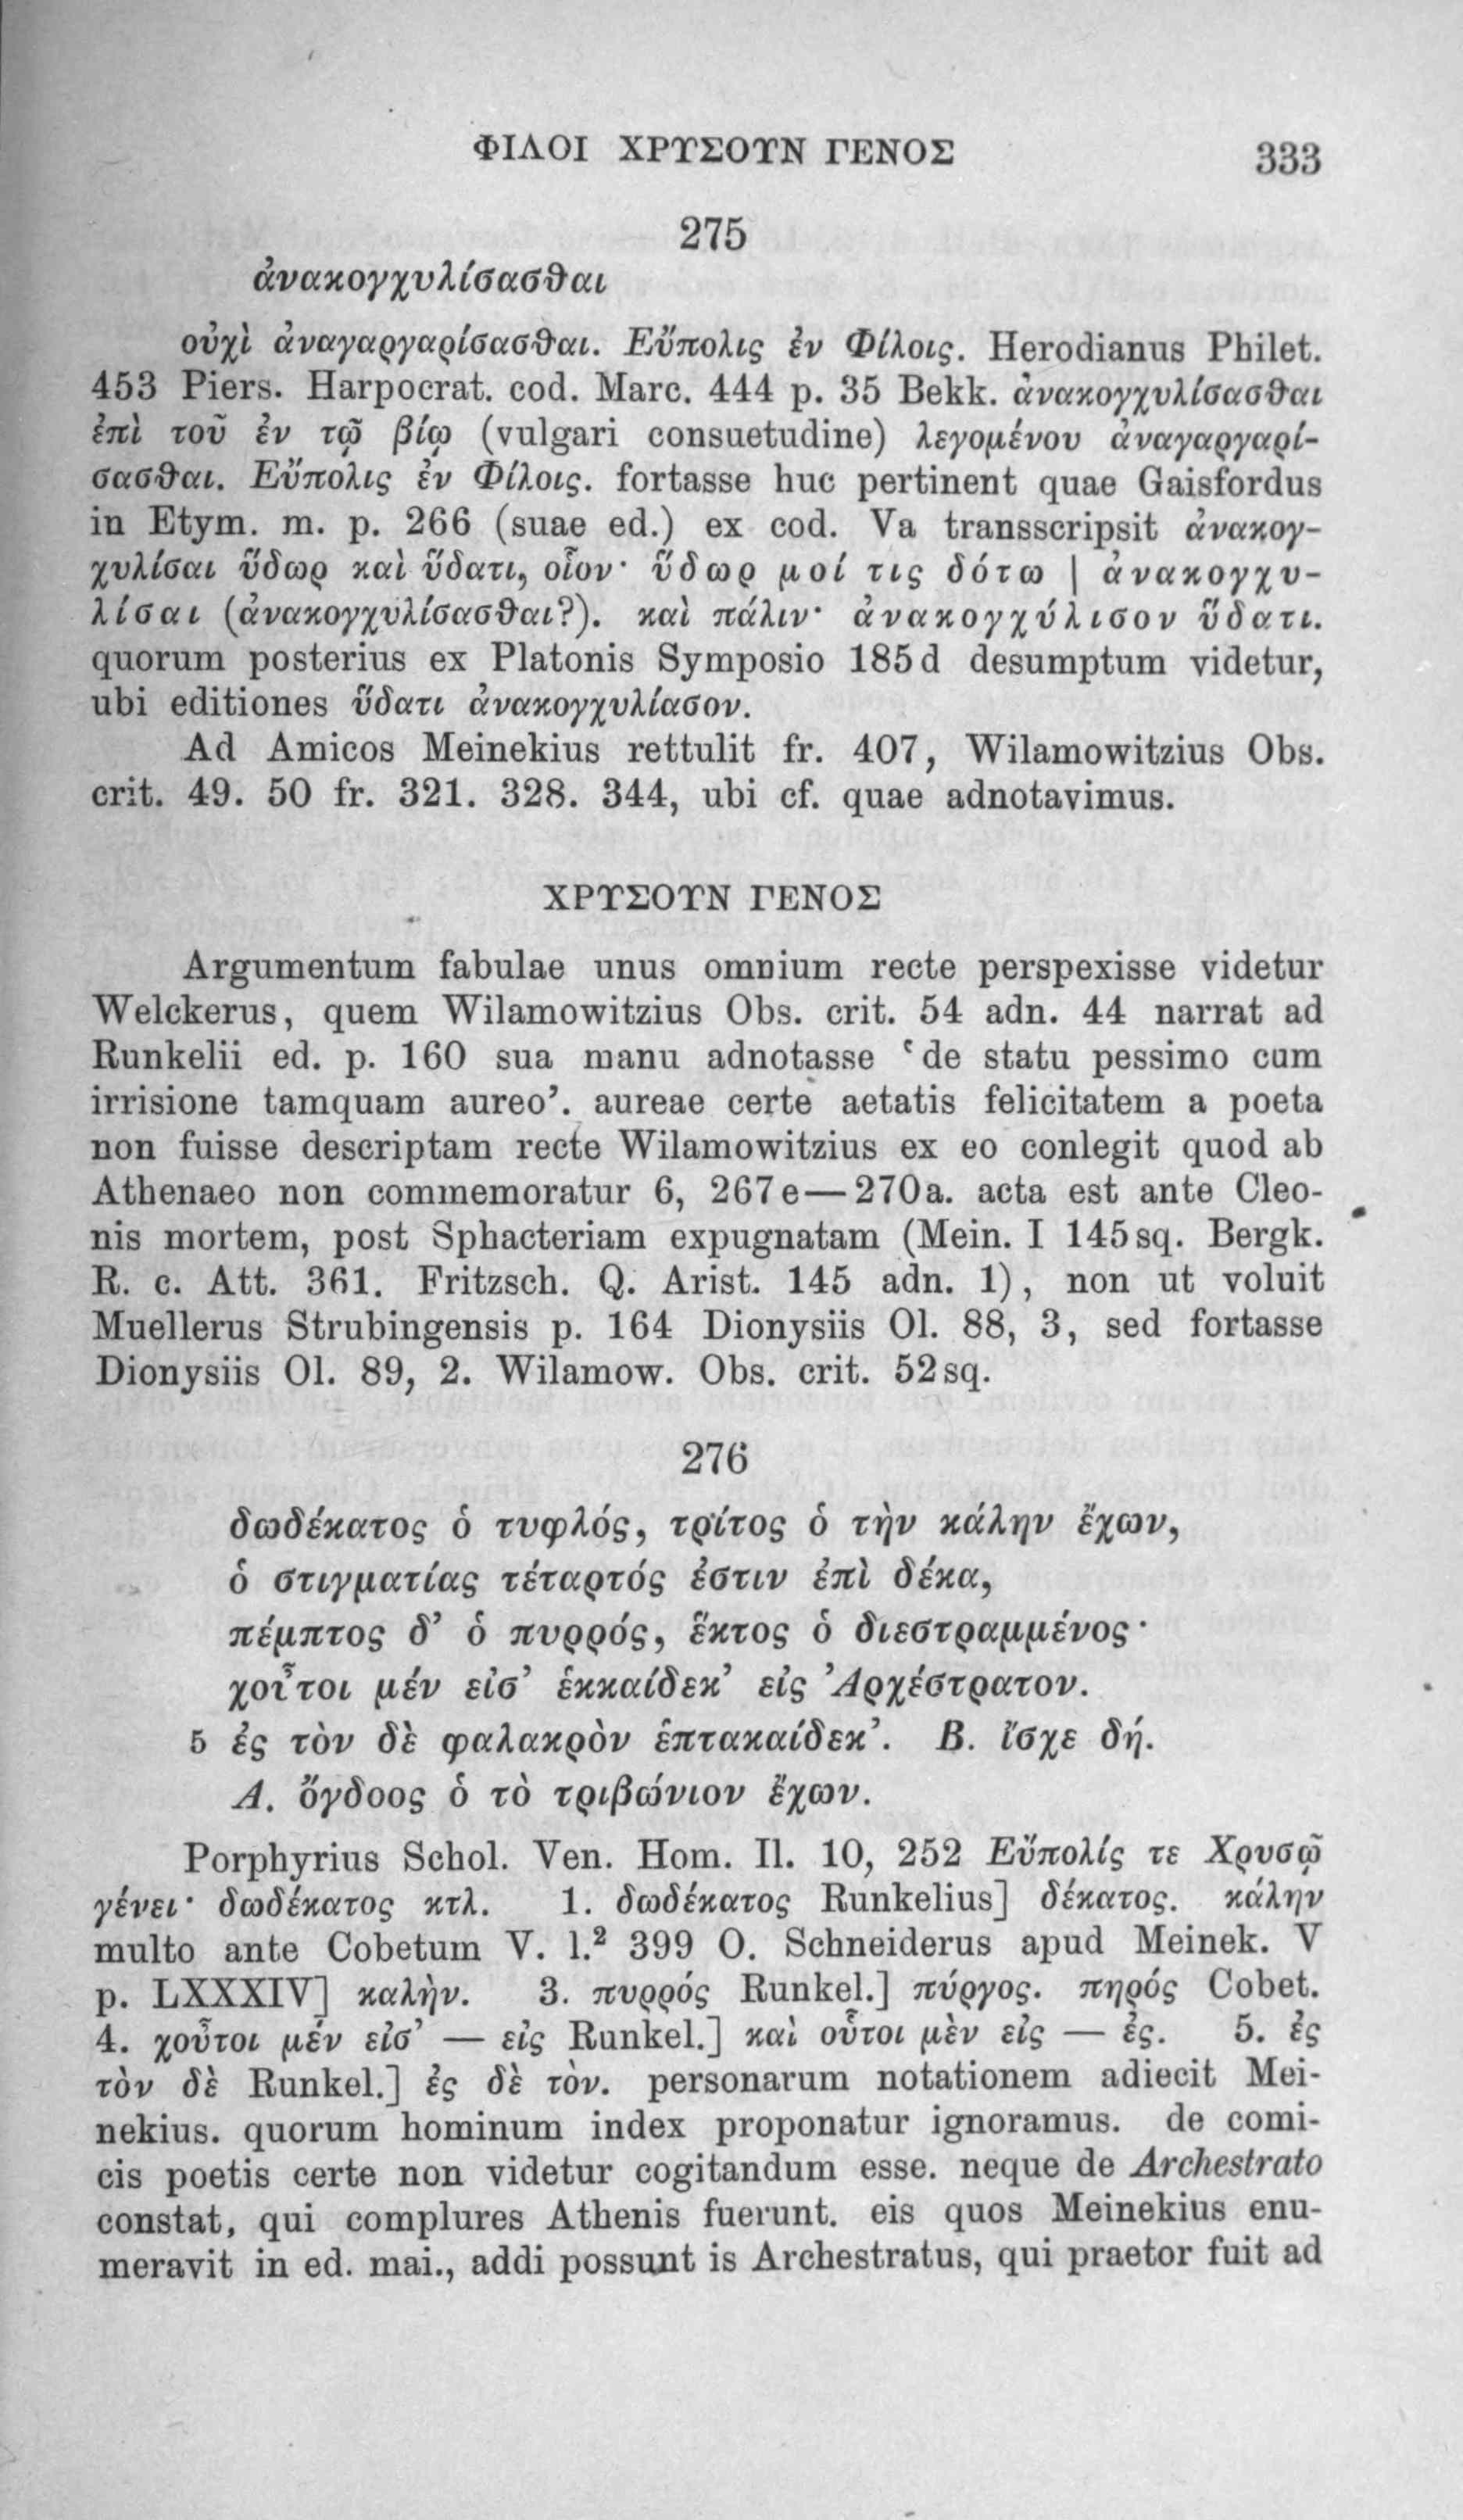 ΦΙΛΟΙ ΧΡΥΣΟΥΝ ΓΕΝΟΣ 333
275
ἀνακογχυλίσασθαι
οὐχὶ ἀναγαργαρίσασθαι. Εὔπολις ἐν Φίλοις. Herodianus Philet.
453 Piers. Harpocrat. cod. Marc. 444 p. 35 Bekk. ἀνακογχυλίσασθαι
ἐπὶ τοῦ ἐν τῷ βίῳ (vulgari consuetudine) λεγομένου ἀναγαργαρί-
σασθαι. Εὔπολις ἐν Φίλοις. fortasse huc pertinent quae Gaisfordus
in Etym. m. p. 266 (suae ed.) ex cod. Va transscripsit ἀνακογ-
χυλίσαι ὕδωρ καὶ ὕδατι, οἷον· ὕδωρ μοί τις δότω | ἀνακογχυ-
λίσαι (ἀνακογχυλίσασθαι?). καὶ πάλιν· ἀνακογχύλισον ὕδατι.
quorum posterius ex Platonis Symposio 185d desumptum videtur,
ubi editiones ὕδατι ἀνακογχυλίασον.
Ad Amicos Meinekius rettulit fr. 407, Wilamowitzius Obs.
crit. 49. 50 fr. 321. 328. 344, ubi cf. quae adnotavimus.
ΧΡΥΣΟΥΝ ΓΕΝΟΣ
Argumentum fabulae unus omnium recte perspexisse videtur
Welckerus, quem Wilamowitzius Obs. crit. 54 adn. 44 narrat ad
Runkelii ed. p. 160 sua manu adnotasse ‘de statu pessimo cum
irrisione tamquam aureo’. aureae certe aetatis felicitatem a poeta
non fuisse descriptam recte Wilamowitzius ex eo conlegit quod ab
Athenaeo non commemoratur 6, 267e—270a. acta est ante Cleo-
nis mortem, post Sphacteriam expugnatam (Mein. I 145sq. Bergk.
R. c. Att. 361. Fritzsch. Q. Arist. 145 adn. 1), non ut voluit
Muellerus Strubingensis p. 164 Dionysiis Ol. 88, 3, sed fortasse
Dionysiis Ol. 89, 2. Wilamow. Obs. crit. 52sq.
276
δωδέκατος ὁ τυφλός, τρίτος ὁ τὴν κάλην ἔχων,
ὁ στιγματίας τέταρτός ἐστιν ἐπὶ δέκα,
πέμπτος δ’ ὁ πυρρός, ἕκτος ὁ διεστραμμένος·
χοὖτοι μέν εἰσ’ ἑκκαίδεκ’ εἰς Ἀρχέστρατον.
5 ἐς τὸν δὲ φαλακρὸν ἑπτακαίδεκ’. Β. ἴσχε δή.
Α. ὄγδοος ὁ τὸ τριβώνιον ἔχων.
Porphyrius Schol. Ven. Hom. Il. 10, 252 Εὔπολίς τε Χρυσῷ
γένει· δωδέκατος κτλ. 1. δωδέκατος Runkelius] δέκατος. κάλην
multo ante Cobetum V. l.² 399 O. Schneiderus apud Meinek. V
p. LXXXIV] καλὴν. 3. πυρρός Runkel.] πύργος. πηρός Cobet.
4. χοὖτοι μέν εἰσ’ — εἰς Runkel.] καὶ οὗτοι μὲν εἰς — ἐς. 5. ἐς
τὸν δὲ Runkel.] ἐς δὲ τὸν. personarum notationem adiecit Mei-
nekius. quorum hominum index proponatur ignoramus. de comi-
cis poetis certe non videtur cogitandum esse. neque de Archestrato
constat, qui complures Athenis fuerunt. eis quos Meinekius enu-
meravit in ed. mai., addi possunt is Archestratus, qui praetor fuit ad